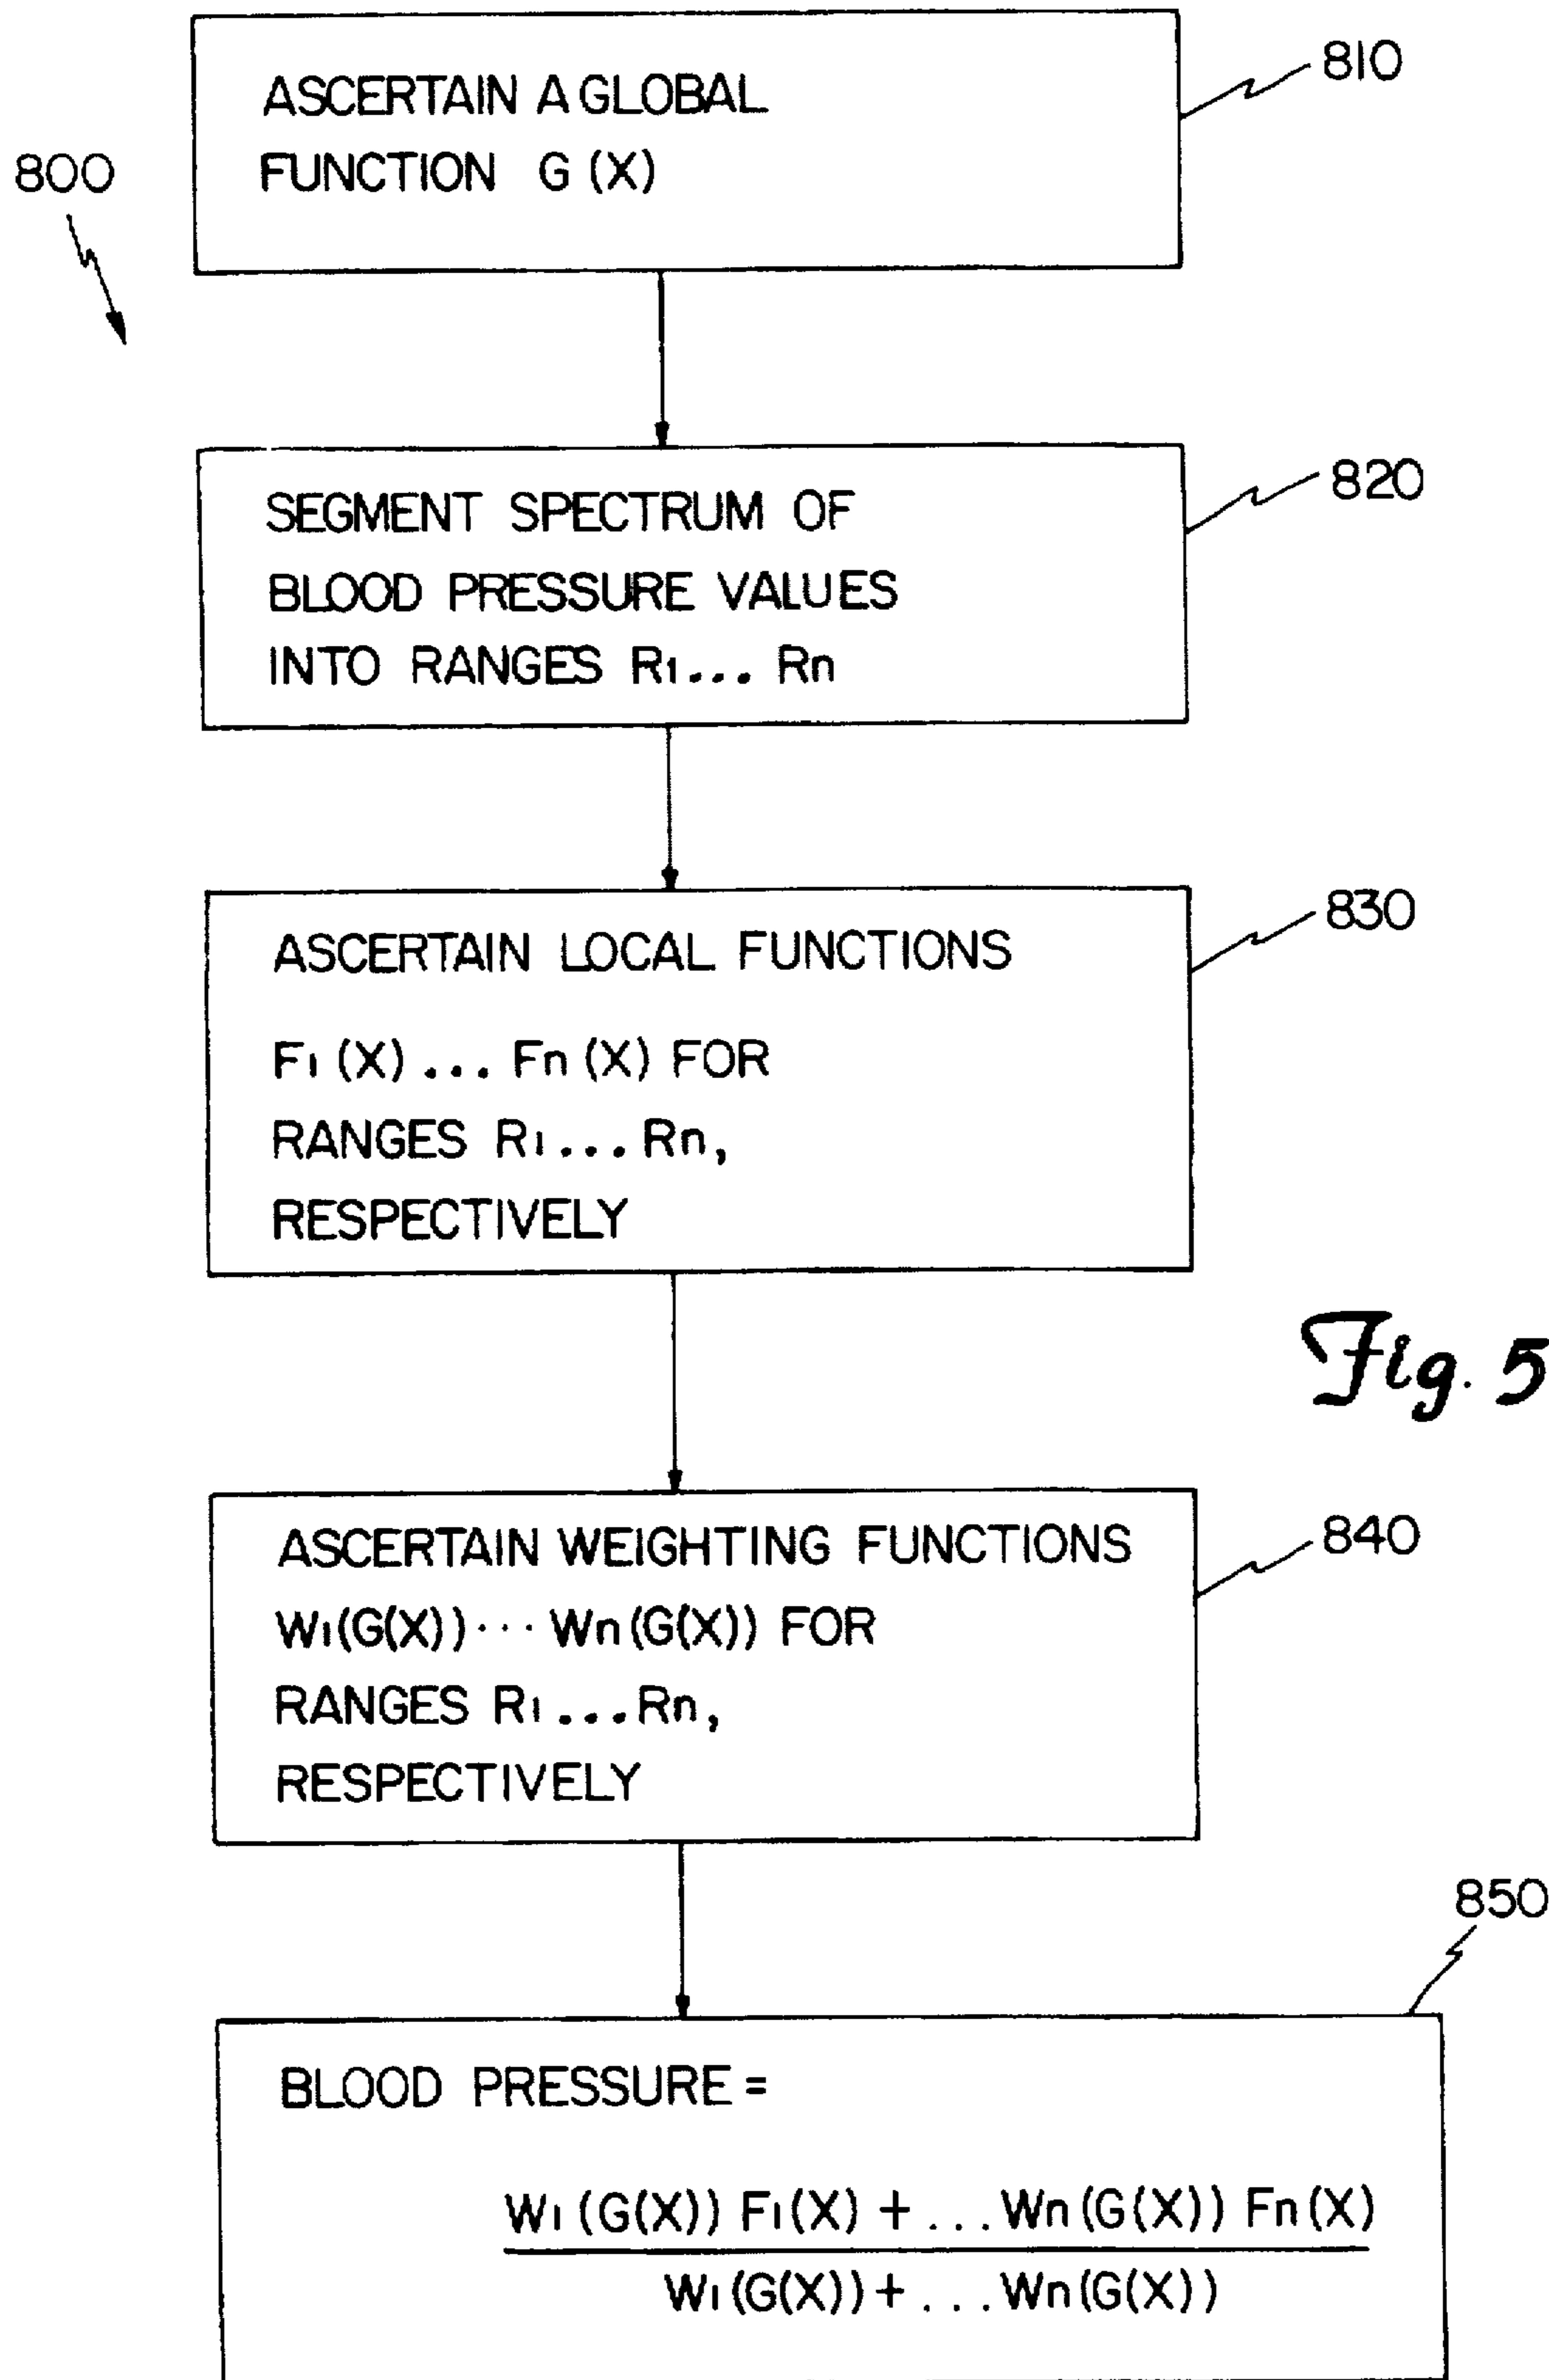 810
ASCERTAIN A GLOBAL
FUNCTION G (X)
800
820
SEGMENT SPECTRUM OF
BLOOD PRESSURE VALUES
INTO RANGES R1... Rn
830
ASCERTAIN LOCAL FUNCTIONS
F1 (X) ... Fn (X) FOR
RANGES R1 ... Rn,
RESPECTIVELY
Fig. 5
840
ASCERTAIN WEIGHTING FUNCTIONS
W1(G(X)) ... Wn (G(X)) FOR
RANGES R1 ... Rn,
RESPECTIVELY
850
BLOOD PRESSURE =
W1 (G(X)) F1(X) + ... Wn (G(X)) Fn (X)
W1 (G(X)) + ... Wn (G(X))